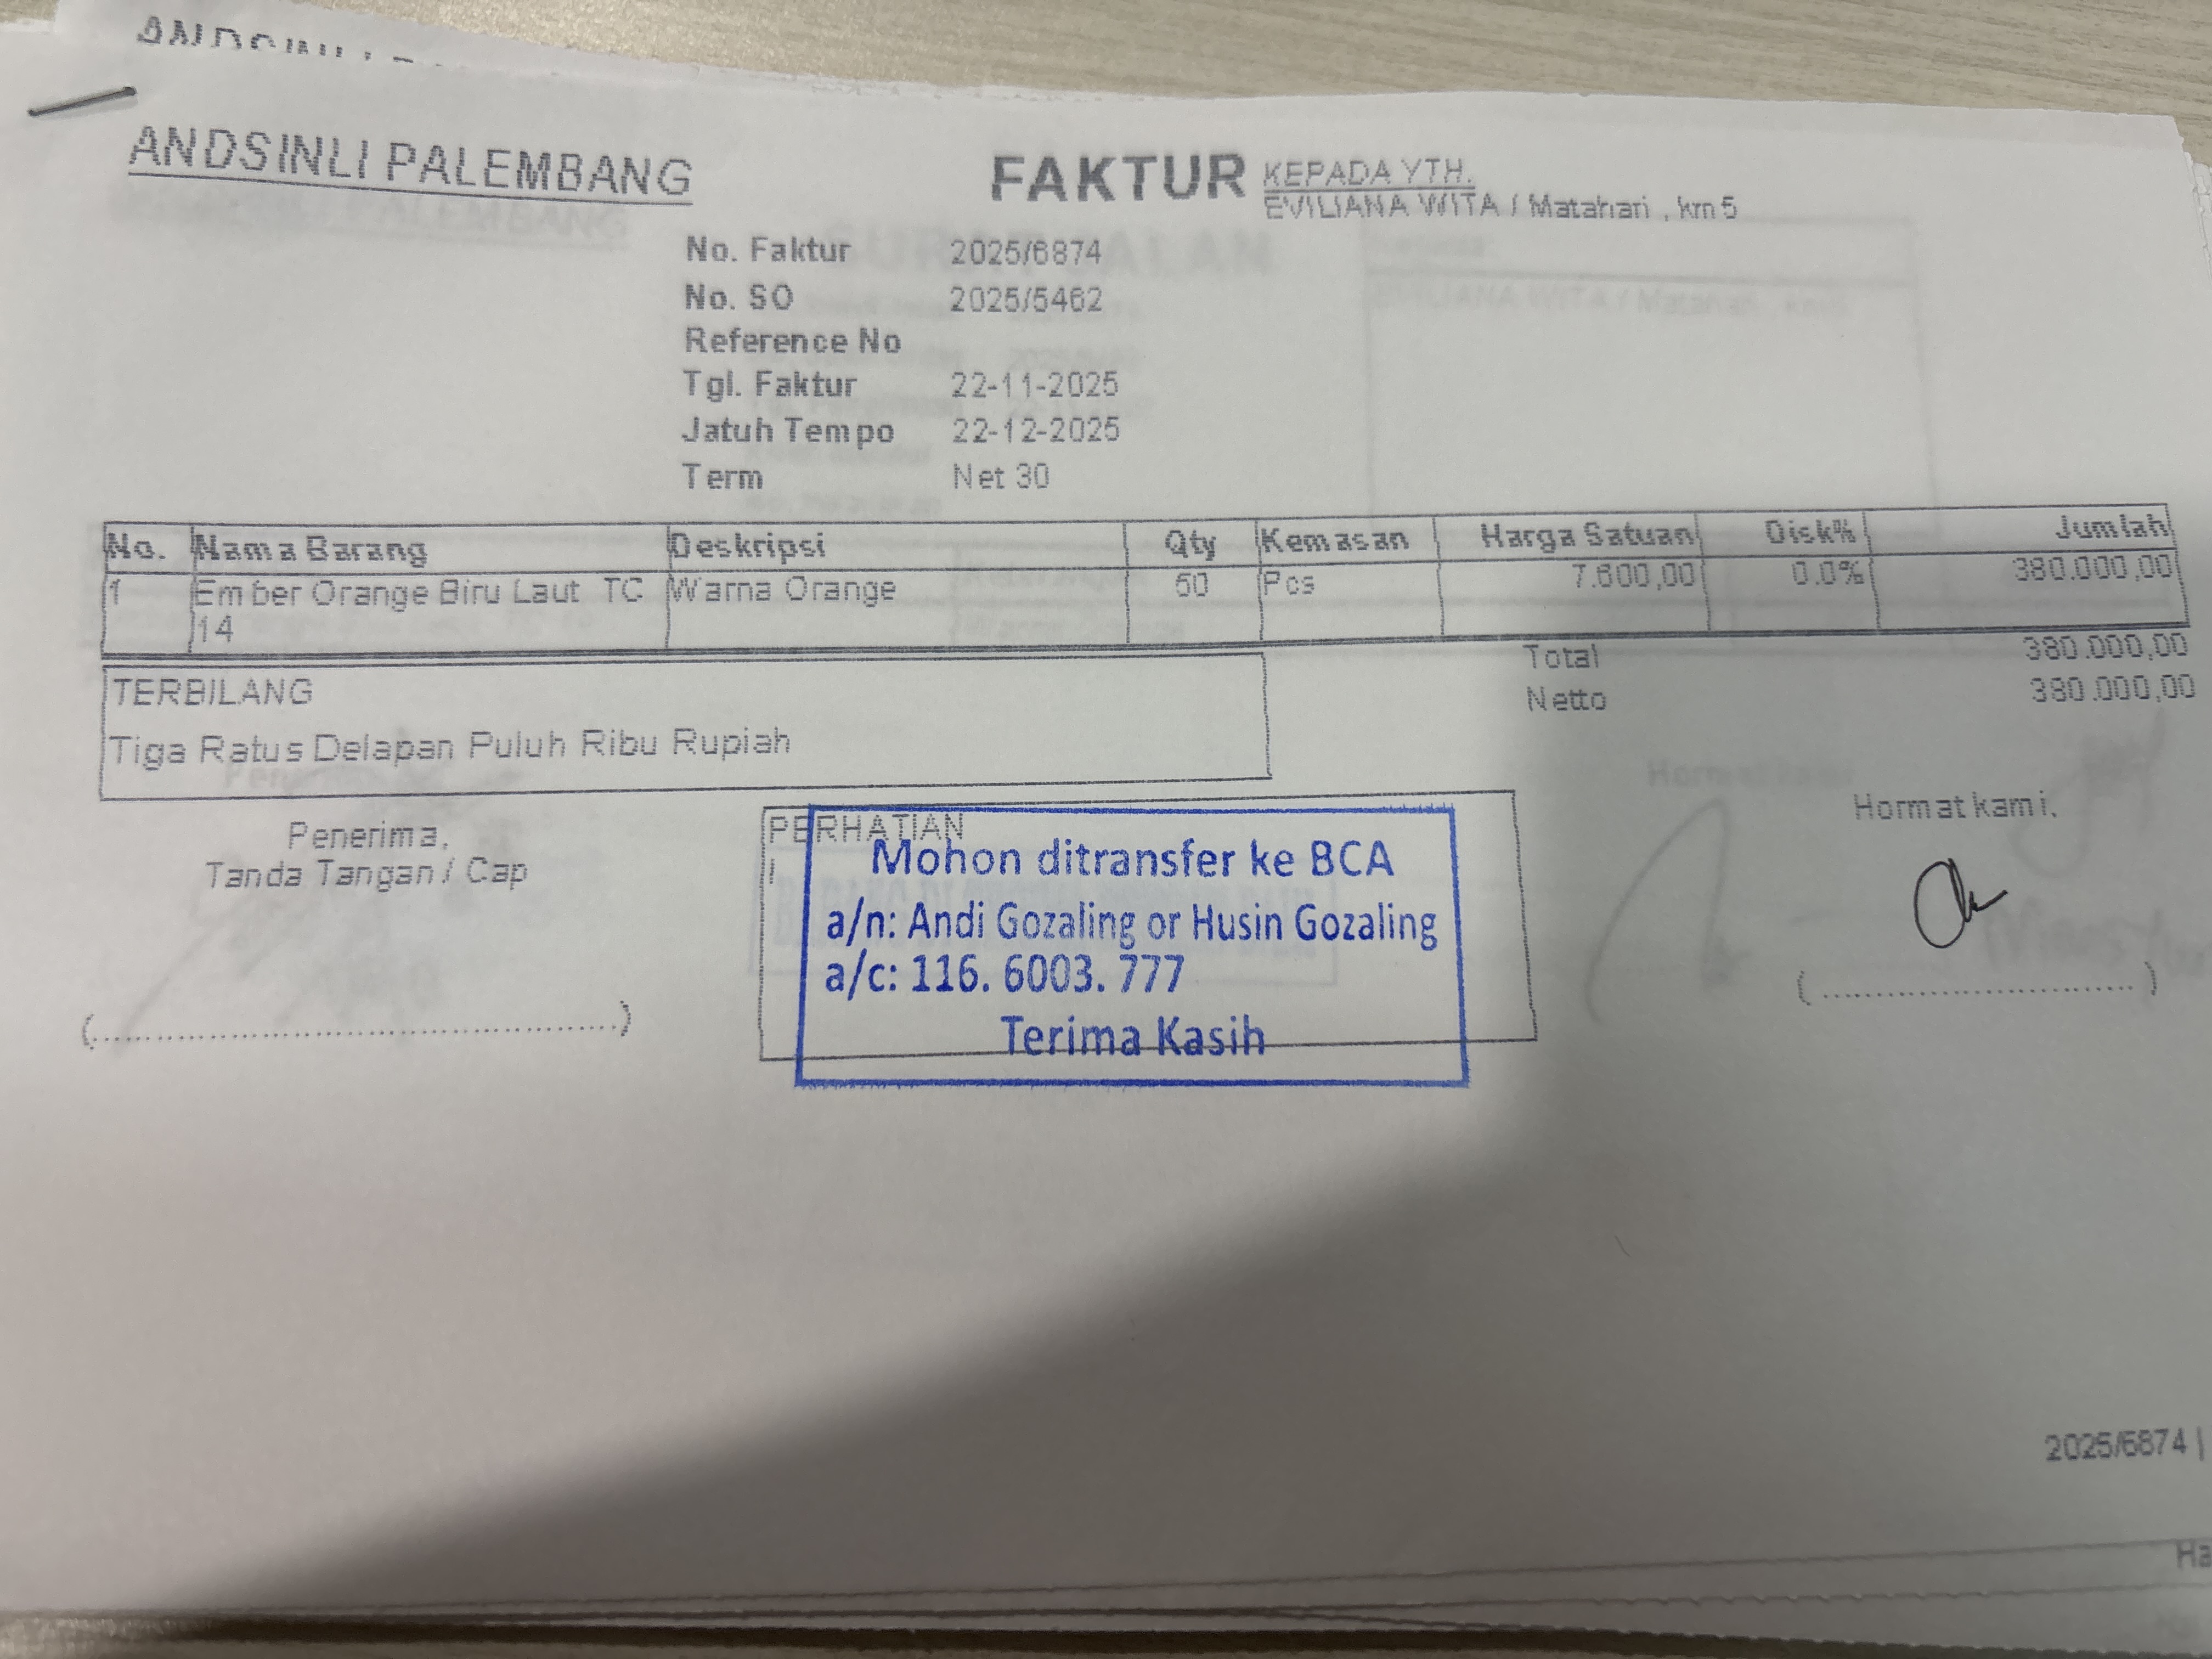 ANDSINLI PALEMBANG
FAKTUR
KEPADA YTH.
EVILIANA WITA / Matahari , km 5
No. Faktur 2025/6874
No. SO 2025/5462
Reference No
Tgl. Faktur 22-11-2025
Jatuh Tempo 22-12-2025
Term Net 30
No. Nama Barang Deskripsi Qty Kemasan Harga Satuan Disk% Jumlah
1 Ember Orange Biru Laut TC Warna Orange 50 Pcs 7.600,00 0.0% 380.000,00
14
Total 380.000,00
Netto 380.000,00
TERBILANG
Tiga Ratus Delapan Puluh Ribu Rupiah
Penerima,
Tanda Tangan / Cap
PERHATIAN
Mohon ditransfer ke BCA
a/n: Andi Gozaling or Husin Gozaling
a/c: 116. 6003. 777
Terima Kasih
Hormat kami,
(....................................................)
(................................)
2025/6874 |
Ha